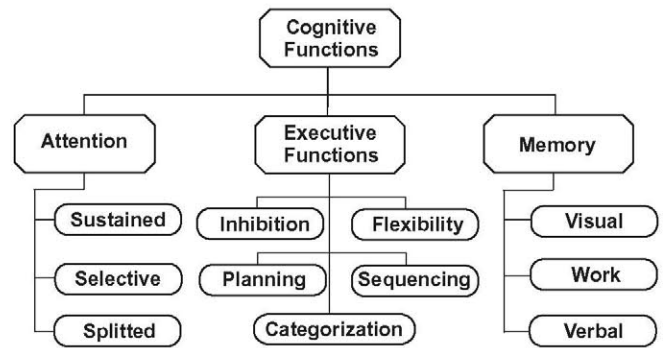 Cognitive
Functions
Attention
Executive
Functions
Memory
Sustained
Inhibition
Flexibility
Visual
Selective
Planning
Sequencing
Work
Splitted
Categorization
Verbal